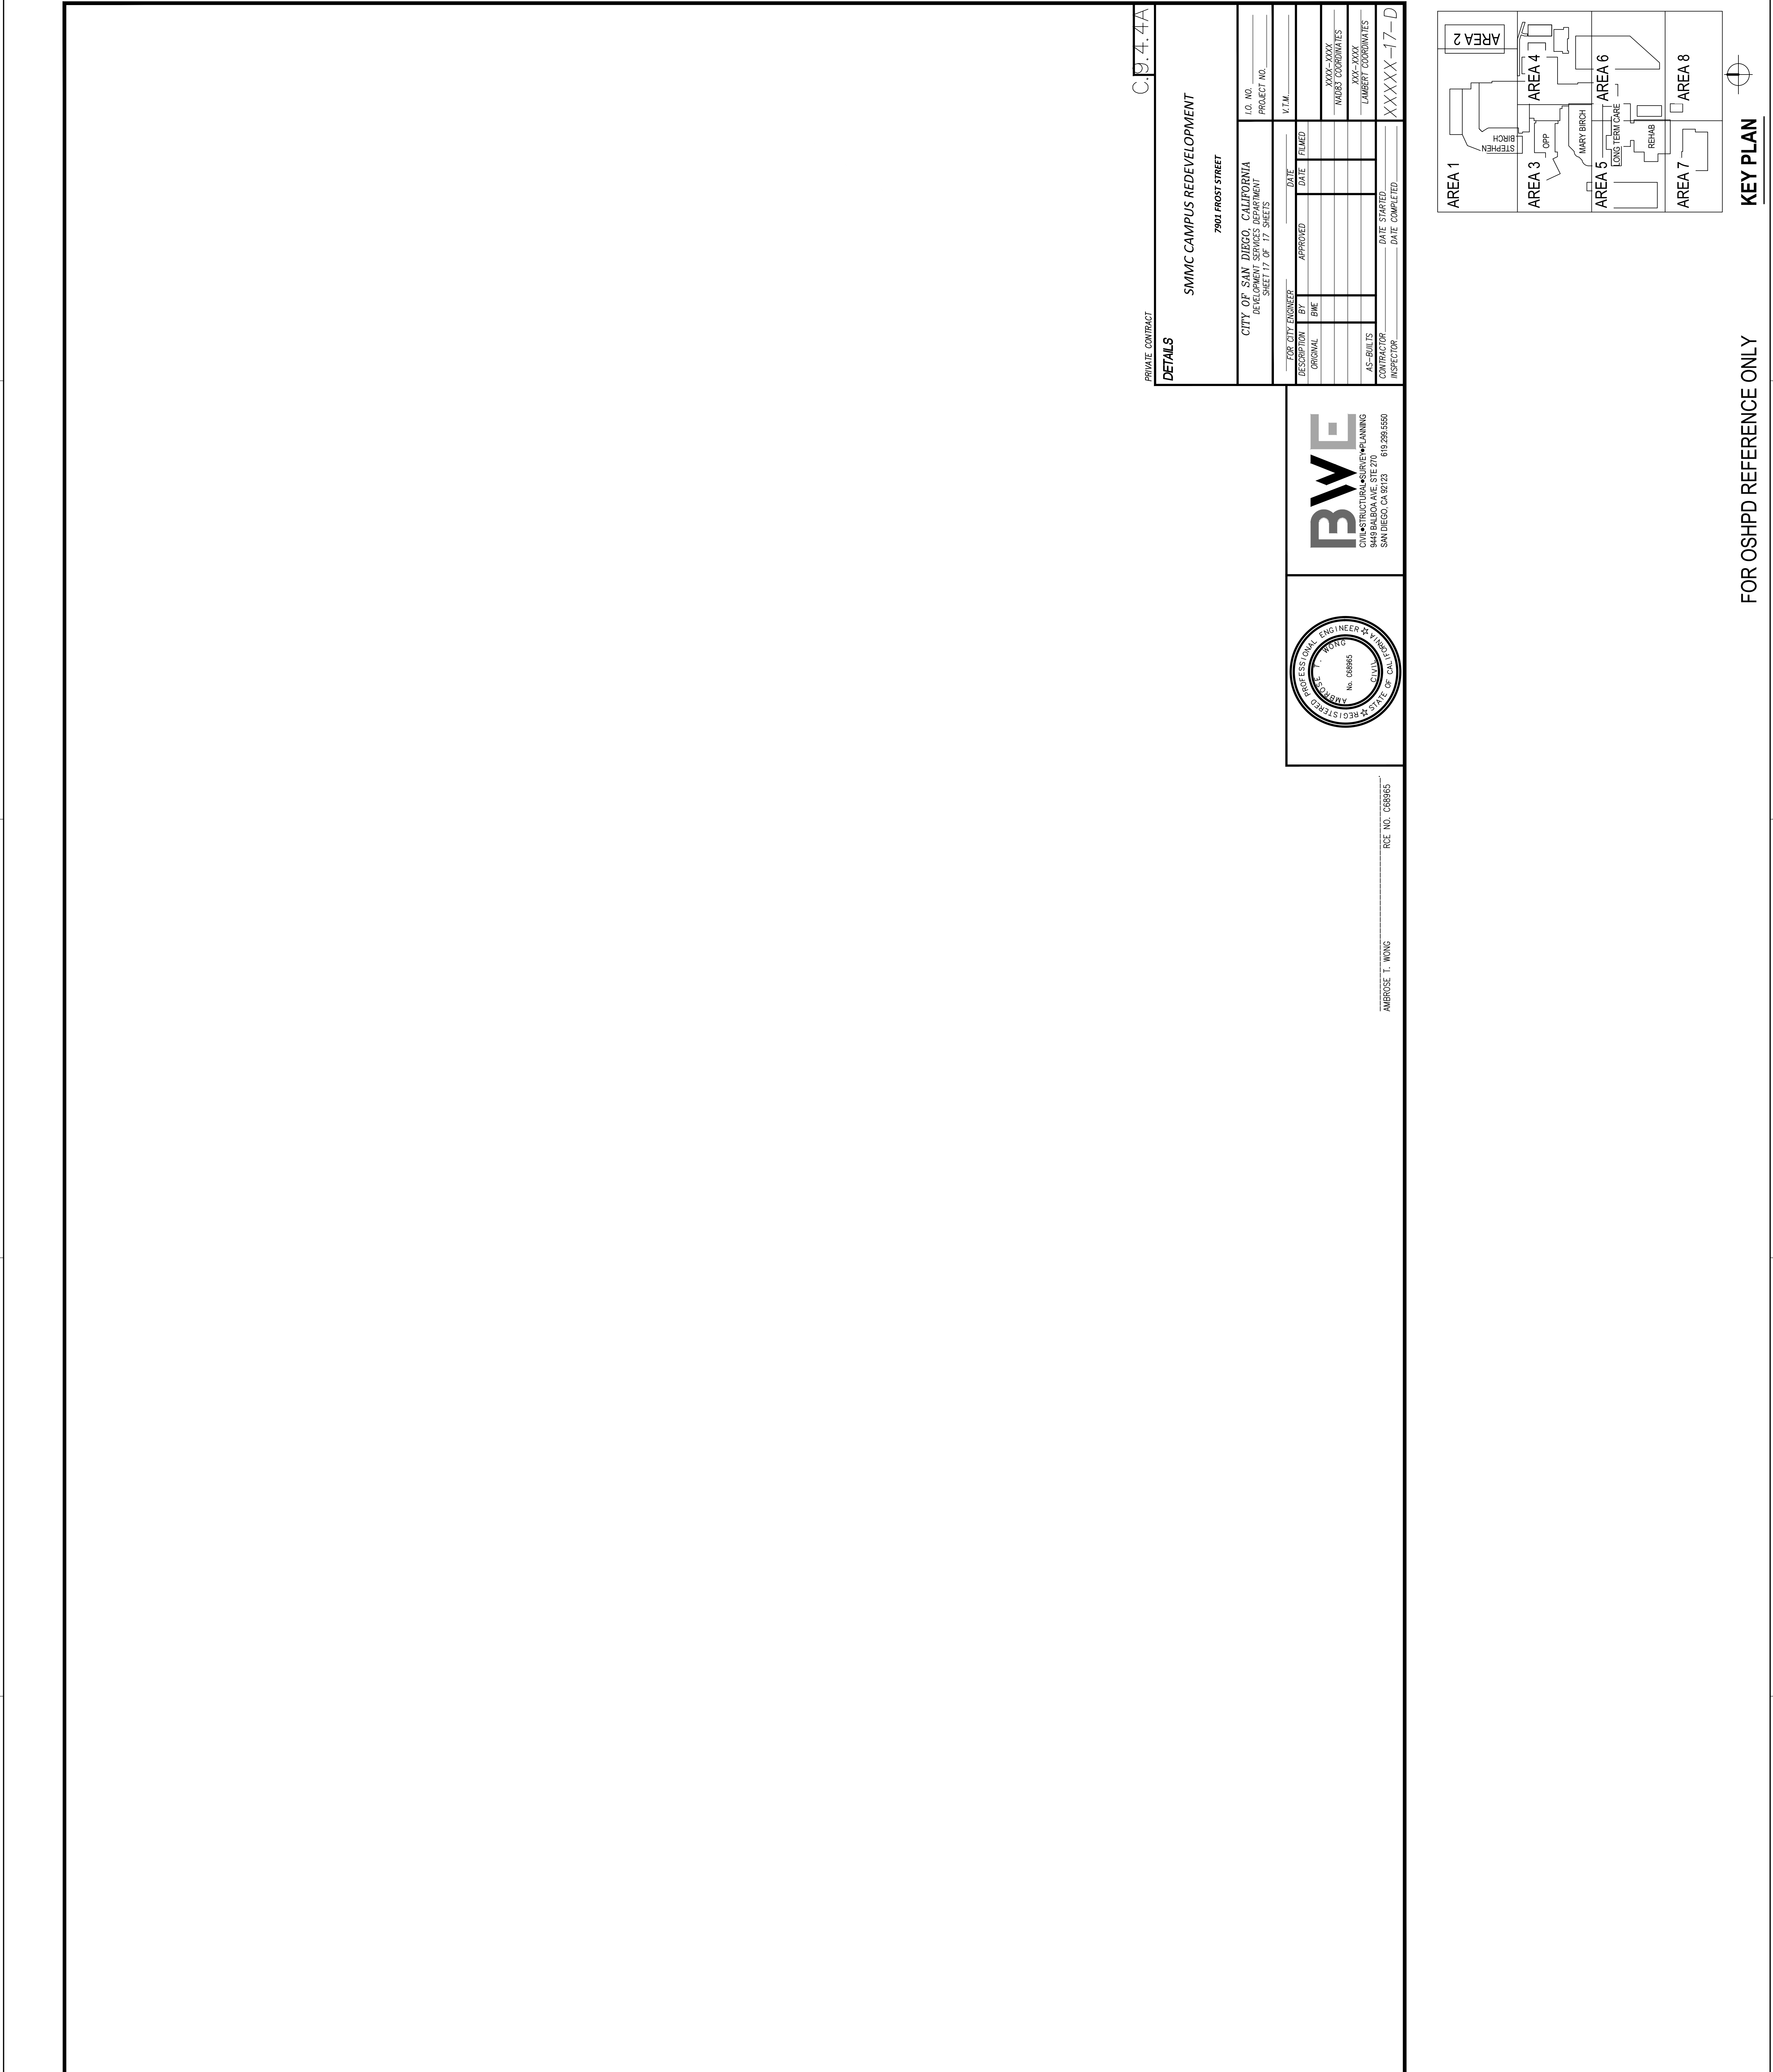 C.9.4.4A
PRIVATE CONTRACT
DETAILS
SMMC CAMPUS REDEVELOPMENT
7901 FROST STREET
CITY OF SAN DIEGO, CALIFORNIA
DEVELOPMENT SERVICES DEPARTMENT
SHEET 17 OF 17 SHEETS
I.O. NO.
PROJECT NO.
FOR CITY ENGINEER DATE
V.T.M.
DESCRIPTION BY APPROVED DATE FILMED
ORIGINAL BWE
XXXX-XXXX
NAD83 COORDINATES
XXX-XXXX
LAMBERT COORDINATES
AS-BUILTS
CONTRACTOR DATE STARTED
INSPECTOR DATE COMPLETED
XXXXX-17-D
BWE
CIVIL●STRUCTURAL●SURVEY●PLANNING
9449 BALBOA AVE, STE 270
SAN DIEGO, CA 92123 619.299.5550
REGISTERED PROFESSIONAL ENGINEER
AMBROSE T. WONG
No. C68965
CIVIL
STATE OF CALIFORNIA
AMBROSE T. WONG RCE NO. C68965
AREA 1
AREA 2
STEPHEN
BIRCH
AREA 3
AREA 4
OPP
MARY BIRCH
AREA 5
AREA 6
LONG TERM CARE
REHAB
AREA 7
AREA 8
KEY PLAN
FOR OSHPD REFERENCE ONLY